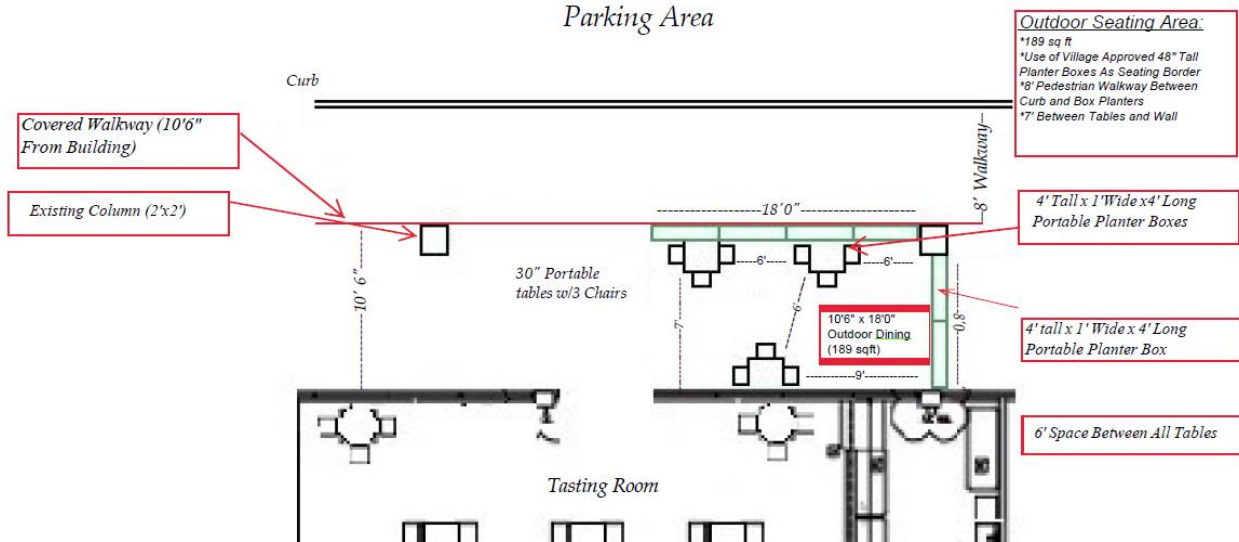 Parking Area
Outdoor Seating Area:
*189 sq ft
*Use of Village Approved 48" Tall
Planter Boxes As Seating Border
*8' Pedestrian Walkway Between
Curb and Box Planters
*7' Between Tables and Wall
Curb
Covered Walkway (10'6"
From Building)
8' Walkway
Existing Column (2'x2')
18'0"
4' Tall x 1'Wide x4' Long
Portable Planter Boxes
6'
6'
30" Portable
tables w/3 Chairs
10' 6"
7'
6'
10'6" x 18'0"
Outdoor Dining
(189 sqft)
8'0"
4' tall x 1' Wide x 4' Long
Portable Planter Box
9'
6' Space Between All Tables
Tasting Room